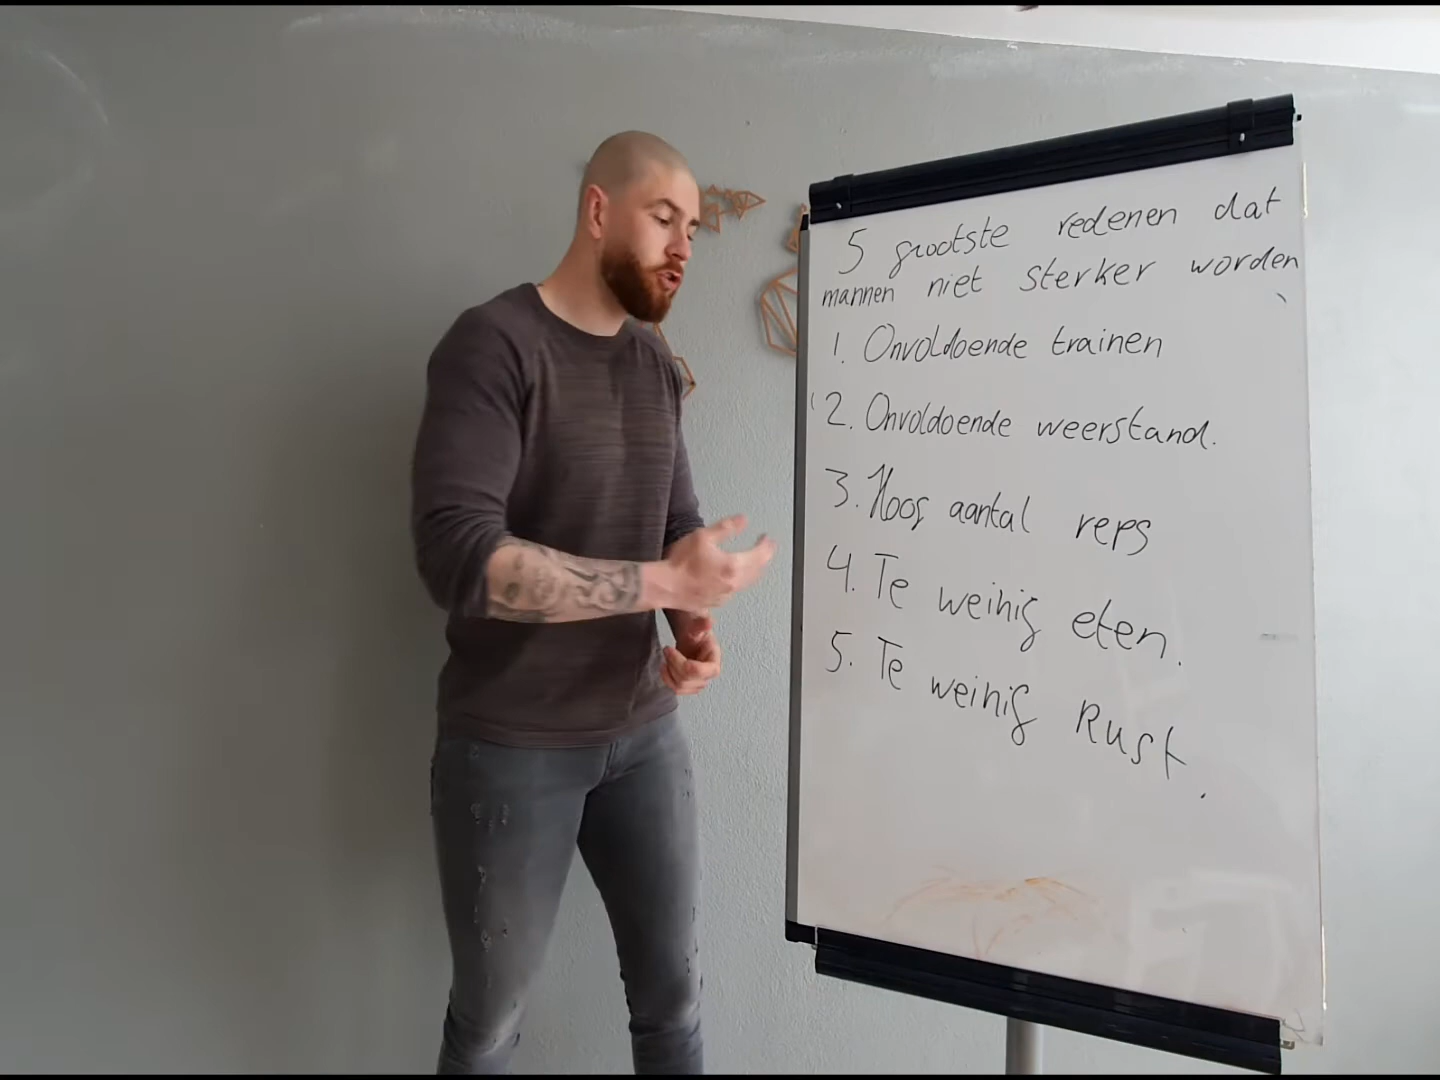 5 grootste redenen dat
mannen niet sterker worden
1. Onvoldoende trainen
2. Onvoldoende weerstand.
3. Hoog aantal reps
4. Te weinig eten.
5. Te weinig Rust.